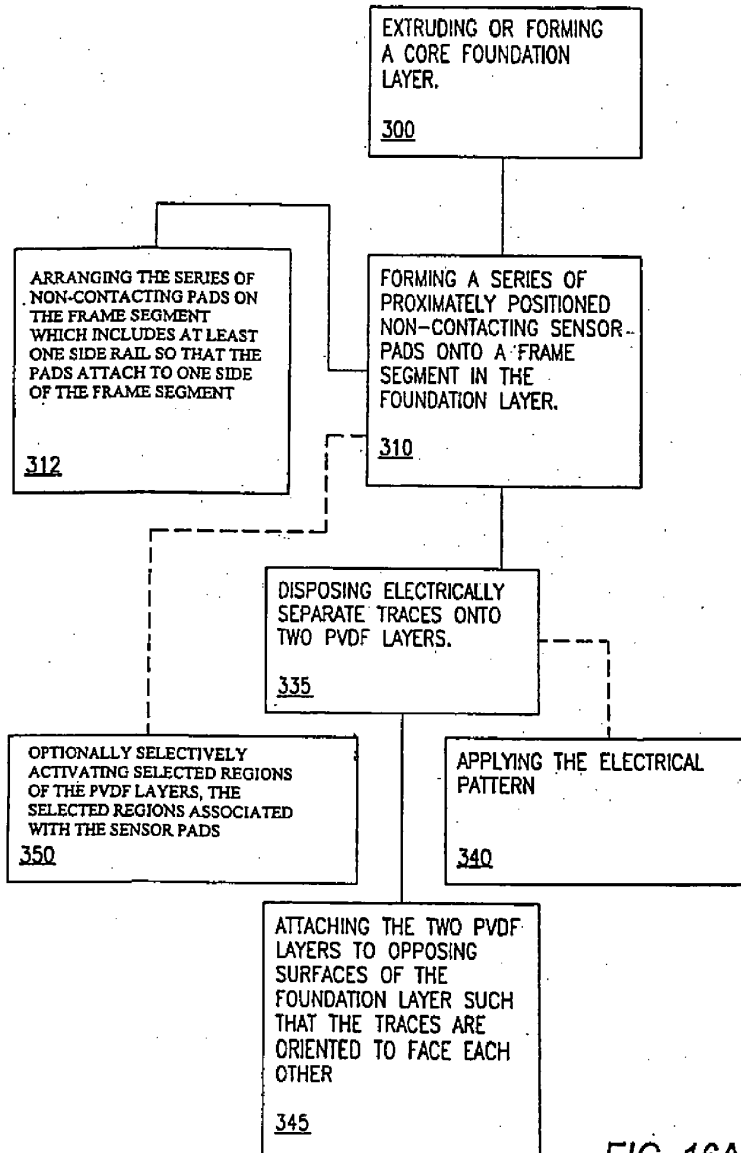 EXTRUDING OR FORMING
A CORE FOUNDATION
LAYER.
300
ARRANGING THE SERIES OF
NON-CONTACTING PADS ON
THE FRAME SEGMENT
WHICH INCLUDES AT LEAST
ONE SIDE RAIL SO THAT THE
PADS ATTACH TO ONE SIDE
OF THE FRAME SEGMENT
312
FORMING A SERIES OF
PROXIMATELY POSITIONED
NON-CONTACTING SENSOR
PADS ONTO A FRAME
SEGMENT IN THE
FOUNDATION LAYER.
310
DISPOSING ELECTRICALLY
SEPARATE TRACES ONTO
TWO PVDF LAYERS.
335
OPTIONALLY SELECTIVELY
ACTIVATING SELECTED REGIONS
OF THE PVDF LAYERS, THE
SELECTED REGIONS ASSOCIATED
WITH THE SENSOR PADS
350
APPLYING THE ELECTRICAL
PATTERN
340
ATTACHING THE TWO PVDF
LAYERS TO OPPOSING
SURFACES OF THE
FOUNDATION LAYER SUCH
THAT THE TRACES ARE
ORIENTED TO FACE EACH
OTHER
345
FIG. 16A